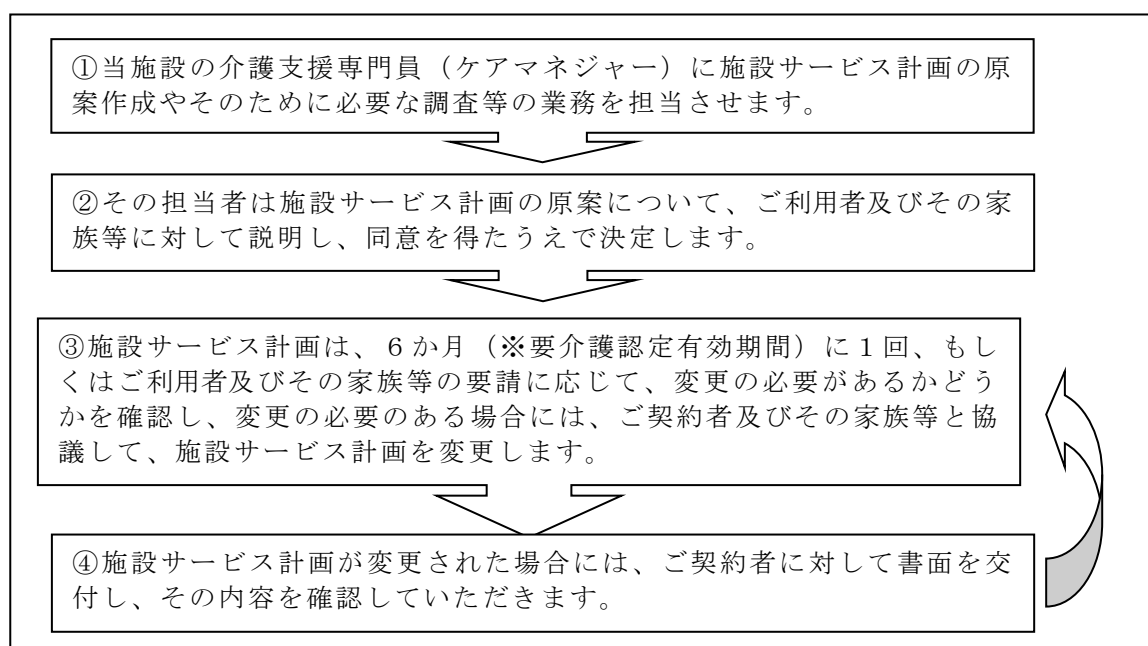 ①当施設の介護支援専門員（ケアマネジャー）に施設サービス計画の原
案作成やそのために必要な調査等の業務を担当させます。
②その担当者は施設サービス計画の原案について、ご利用者及びその家
族等に対して説明し、同意を得たうえで決定します。
③施設サービス計画は、６か月（※要介護認定有効期間）に１回、もし
くはご利用者及びその家族等の要請に応じて、変更の必要があるかどう
かを確認し、変更の必要のある場合には、ご契約者及びその家族等と協
議して、施設サービス計画を変更します。
④施設サービス計画が変更された場合には、ご契約者に対して書面を交
付し、その内容を確認していただきます。